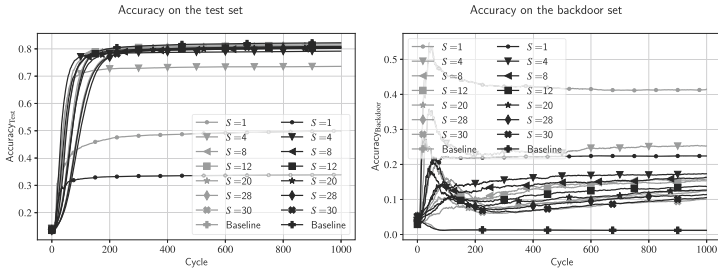 Accuracy on the test set
Accuracy_Test
0.8
0.7
0.6
0.5
0.4
0.3
0.2
S = 1
S = 4
S = 8
S = 12
S = 20
S = 28
S = 30
Baseline
S = 1
S = 4
S = 8
S = 12
S = 20
S = 28
S = 30
Baseline
0 200 400 600 800 1000
Cycle
Accuracy on the backdoor set
Accuracy_Backdoor
0.5
0.4
0.3
0.2
0.1
0.0
S = 1
S = 4
S = 8
S = 12
S = 20
S = 28
S = 30
Baseline
S = 1
S = 4
S = 8
S = 12
S = 20
S = 28
S = 30
Baseline
0 200 400 600 800 1000
Cycle